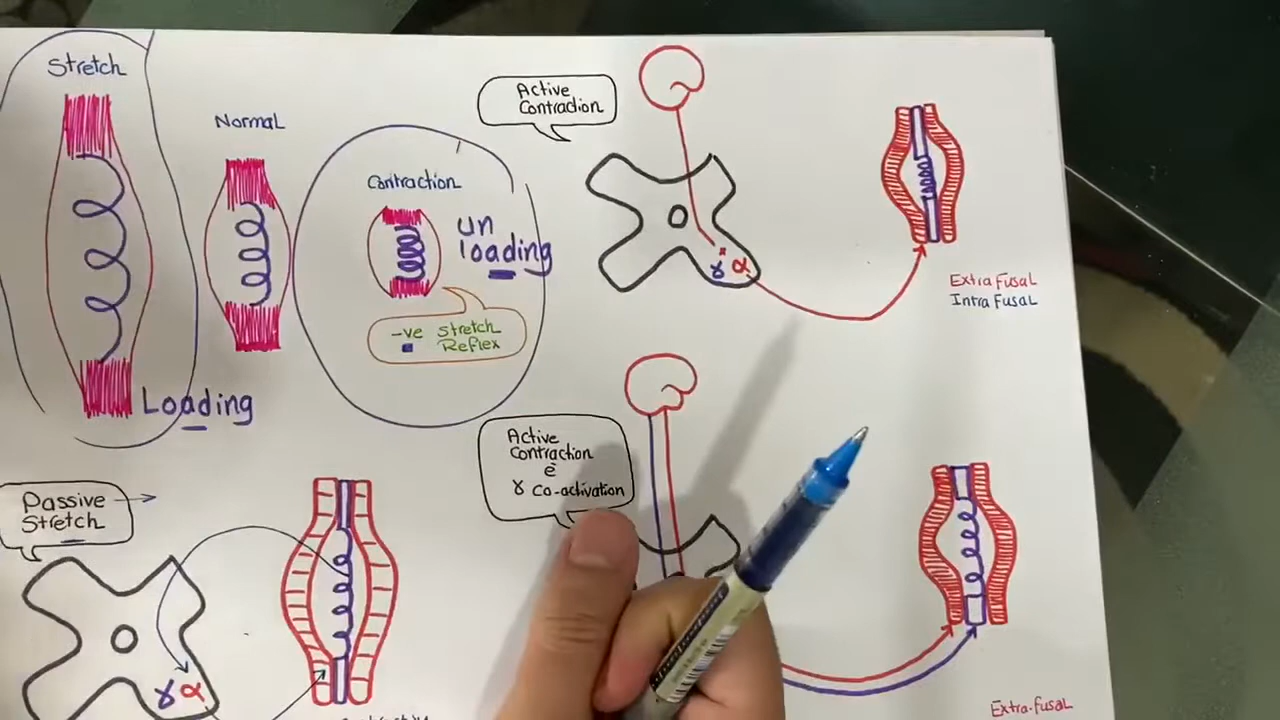 Stretch
Normal
Contraction
un
loading
-ve stretch
Reflex
Loading
Active
Contraction
γ α
Extra Fusal
Intra Fusal
Active
Contraction
c̄
γ co-activation
Passive
Stretch
γ α
Extra-fusal